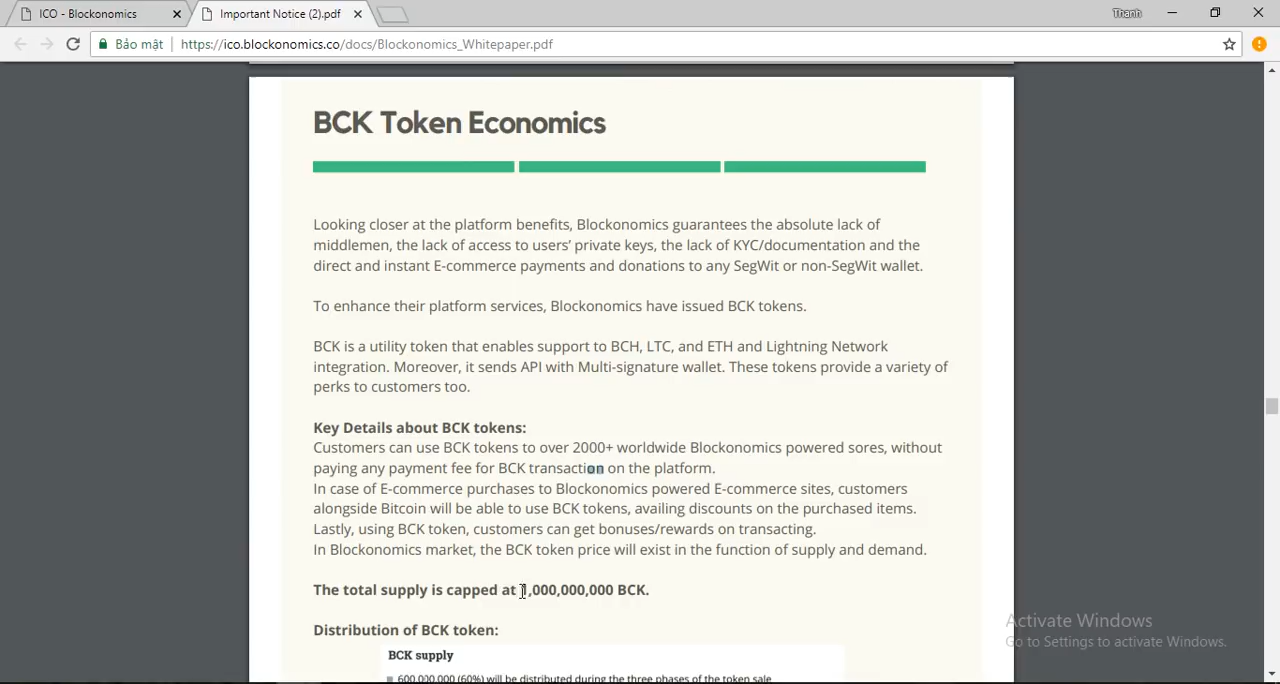 ICO - Blockonomics
Important Notice (2).pdf
Thanh
Bảo mật
https://ico.blockonomics.co/docs/Blockonomics_Whitepaper.pdf
BCK Token Economics
Looking closer at the platform benefits, Blockonomics guarantees the absolute lack of
middlemen, the lack of access to users’ private keys, the lack of KYC/documentation and the
direct and instant E-commerce payments and donations to any SegWit or non-SegWit wallet.
To enhance their platform services, Blockonomics have issued BCK tokens.
BCK is a utility token that enables support to BCH, LTC, and ETH and Lightning Network
integration. Moreover, it sends API with Multi-signature wallet. These tokens provide a variety of
perks to customers too.
Key Details about BCK tokens:
Customers can use BCK tokens to over 2000+ worldwide Blockonomics powered sores, without
paying any payment fee for BCK transaction on the platform.
In case of E-commerce purchases to Blockonomics powered E-commerce sites, customers
alongside Bitcoin will be able to use BCK tokens, availing discounts on the purchased items.
Lastly, using BCK token, customers can get bonuses/rewards on transacting.
In Blockonomics market, the BCK token price will exist in the function of supply and demand.
The total supply is capped at 1,000,000,000 BCK.
Distribution of BCK token:
BCK supply
600,000,000 (60%) will be distributed during the three phases of the token sale
Activate Windows
Go to Settings to activate Windows.